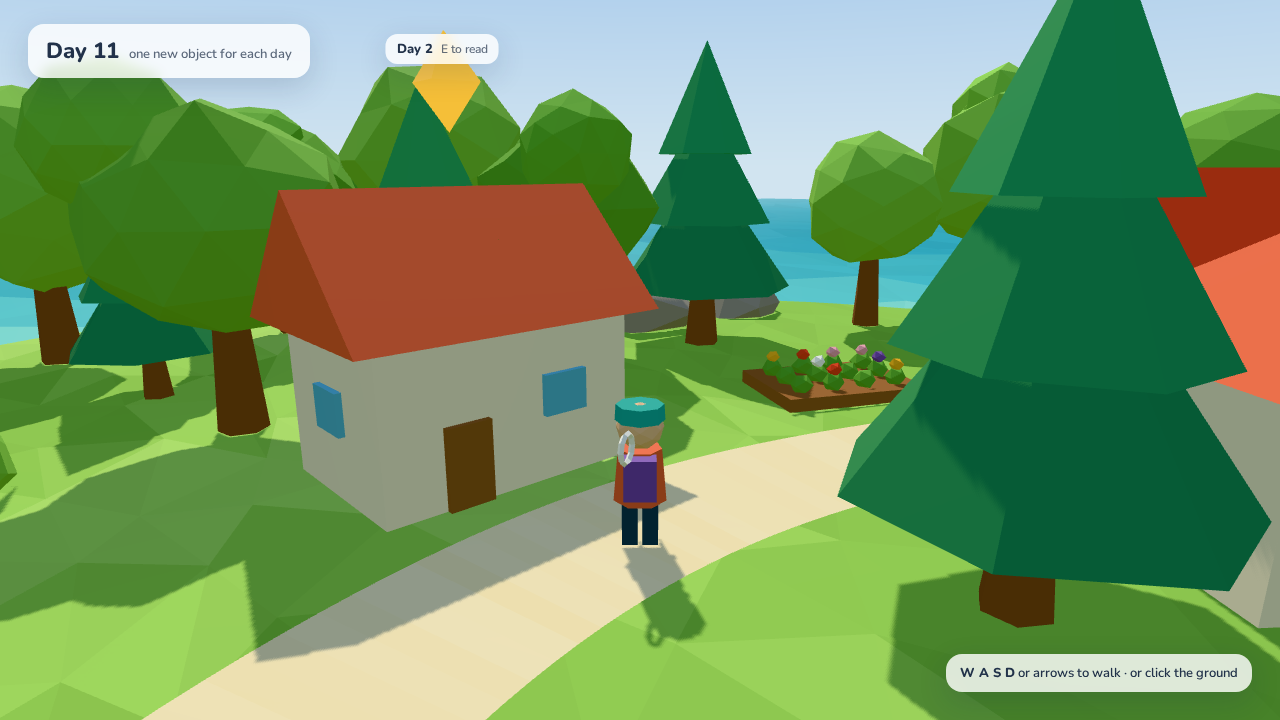 Day 11 one new object for each day
Day 2 E to read
W A S D or arrows to walk · or click the ground